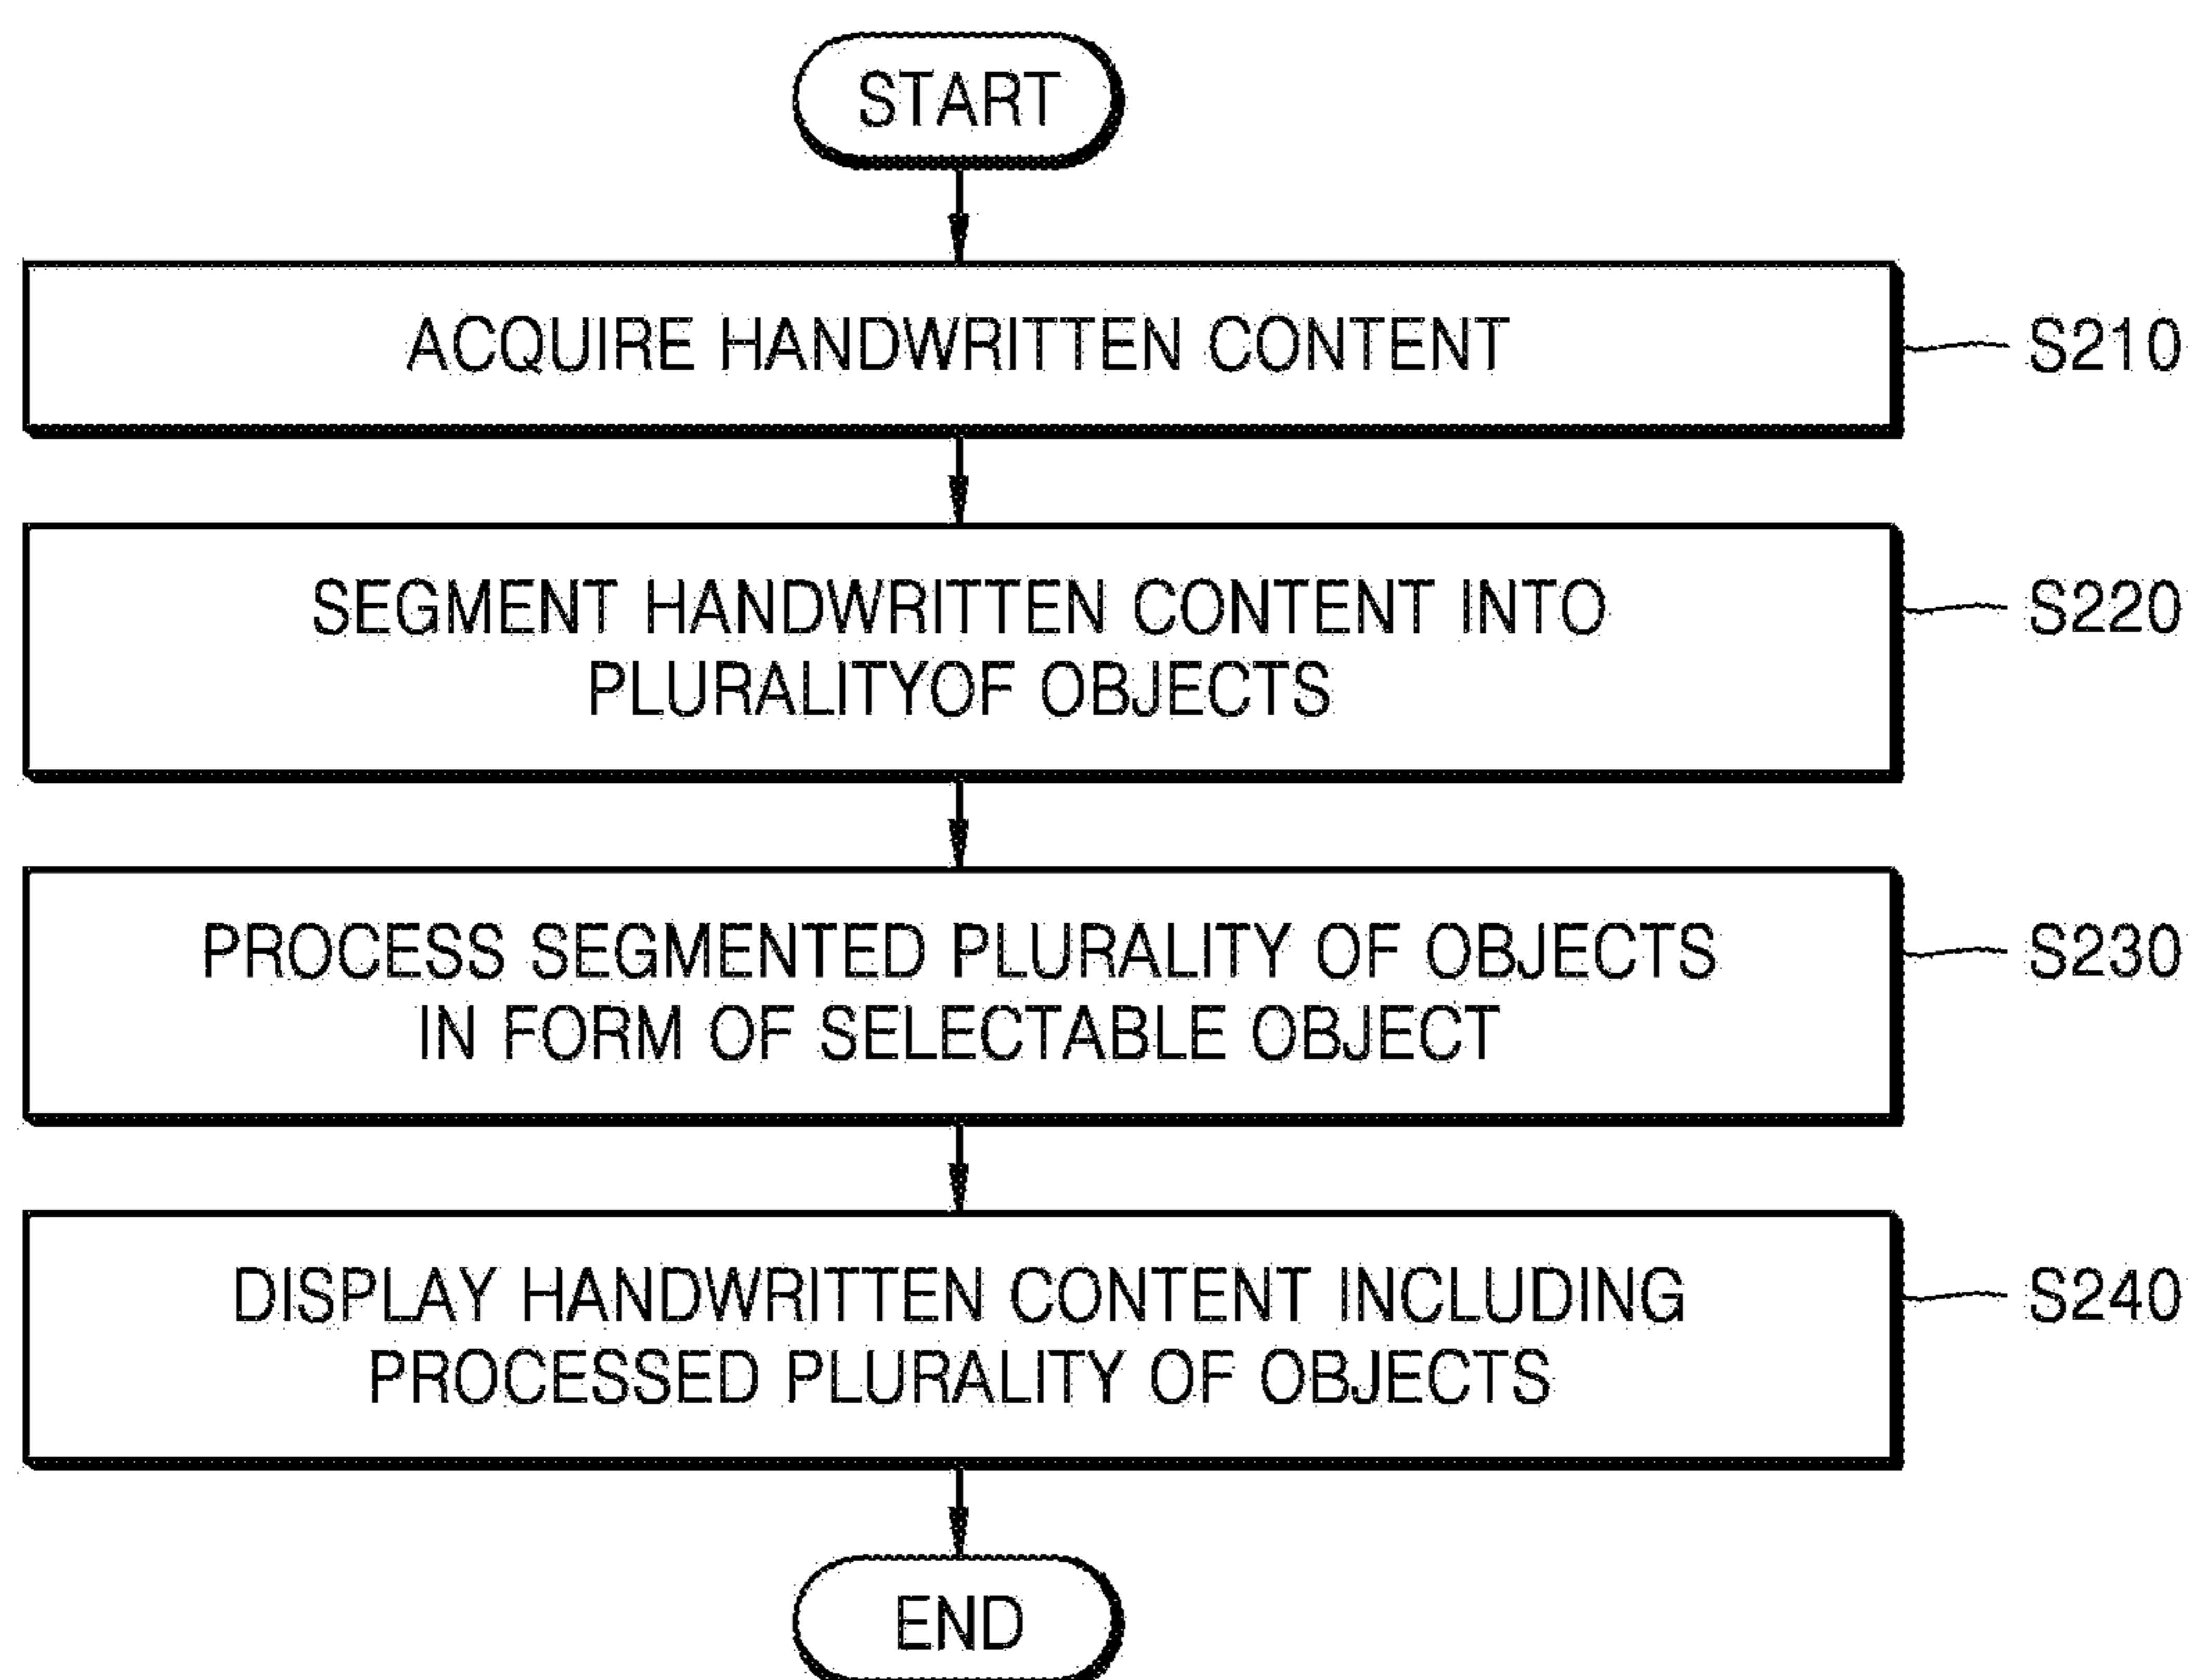 START
ACQUIRE HANDWRITTEN CONTENT
S210
SEGMENT HANDWRITTEN CONTENT INTO
PLURALITYOF OBJECTS
S220
PROCESS SEGMENTED PLURALITY OF OBJECTS
IN FORM OF SELECTABLE OBJECT
S230
DISPLAY HANDWRITTEN CONTENT INCLUDING
PROCESSED PLURALITY OF OBJECTS
S240
END